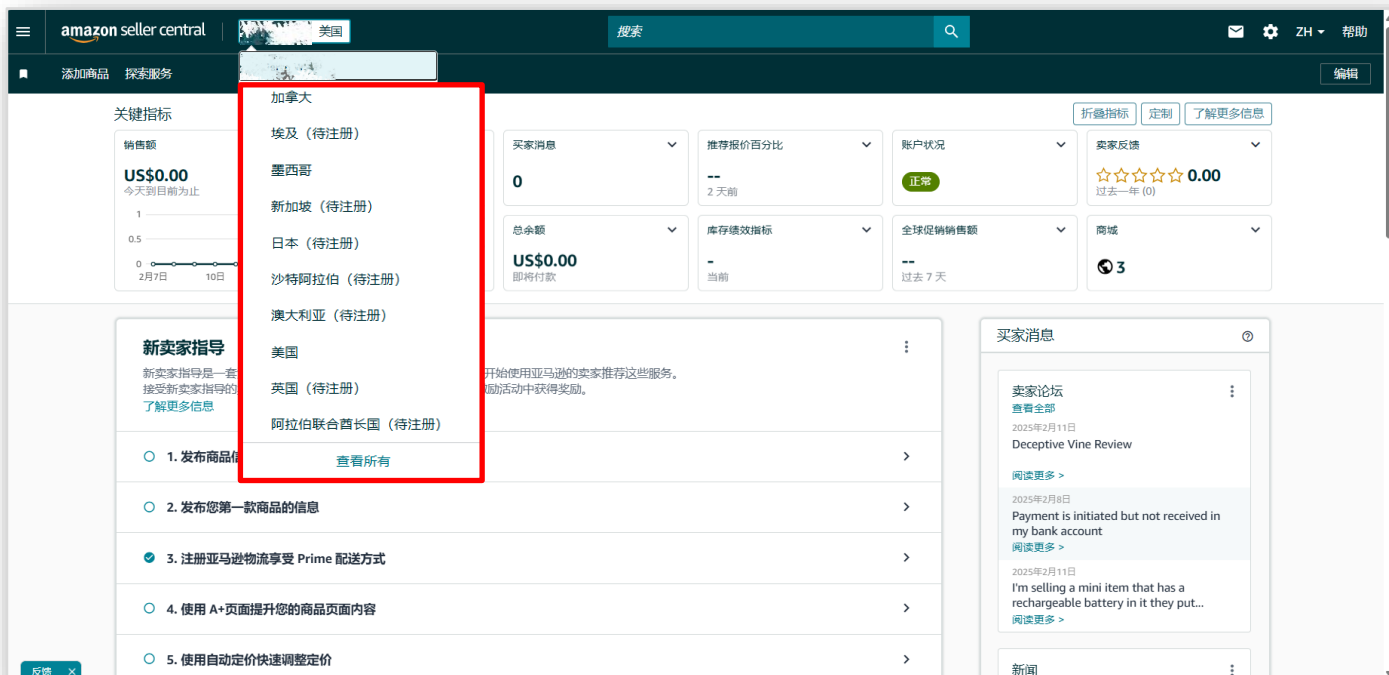 amazon seller central
美国
搜索
ZH
帮助
添加商品
探索服务
编辑
加拿大
埃及（待注册）
墨西哥
新加坡（待注册）
日本（待注册）
沙特阿拉伯（待注册）
澳大利亚（待注册）
美国
英国（待注册）
阿拉伯联合酋长国（待注册）
查看所有
关键指标
折叠指标
定制
了解更多信息
销售额
US$0.00
今天到目前为止
1
0.5
0
2月7日
10日
买家消息
0
推荐报价百分比
--
2 天前
账户状况
正常
卖家反馈
0.00
过去一年 (0)
总余额
US$0.00
即将付款
库存绩效指标
-
当前
全球促销销售额
--
过去 7 天
商城
3
新卖家指导
新卖家指导是一套
开始使用亚马逊的卖家推荐这些服务。
接受新卖家指导的
励活动中获得奖励。
了解更多信息
1. 发布商品信
2. 发布您第一款商品的信息
3. 注册亚马逊物流享受 Prime 配送方式
4. 使用 A+页面提升您的商品页面内容
5. 使用自动定价快速调整定价
买家消息
卖家论坛
查看全部
2025年2月11日
Deceptive Vine Review
阅读更多 >
2025年2月8日
Payment is initiated but not received in
my bank account
阅读更多 >
2025年2月11日
I'm selling a mini item that has a
rechargeable battery in it they put...
阅读更多 >
新闻
反馈 ×